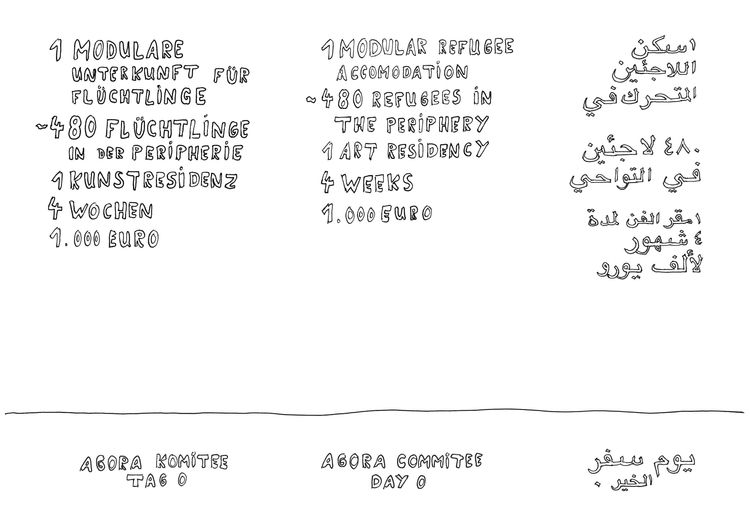 1 MODULARE
UNTERKUNFT FÜR
FLÜCHTLINGE
~480 FLÜCHTLINGE
IN DER PERIPHERIE
1 KUNSTRESIDENZ
4 WOCHEN
1.000 EURO
1 MODULAR REFUGEE
ACCOMODATION
~480 REFUGEES IN
THE PERIPHERY
1 ART RESIDENCY
4 WEEKS
1.000 EURO
١ سكن
اللاجئين
المتحرك في
٤٨٠ لاجئين
في النواحي
١ مقر الفن لمدة
٤ شهور
لألف يورو
AGORA KOMITEE
TAG 0
AGORA COMMITEE
DAY 0
يوم سفر
الخير ٠